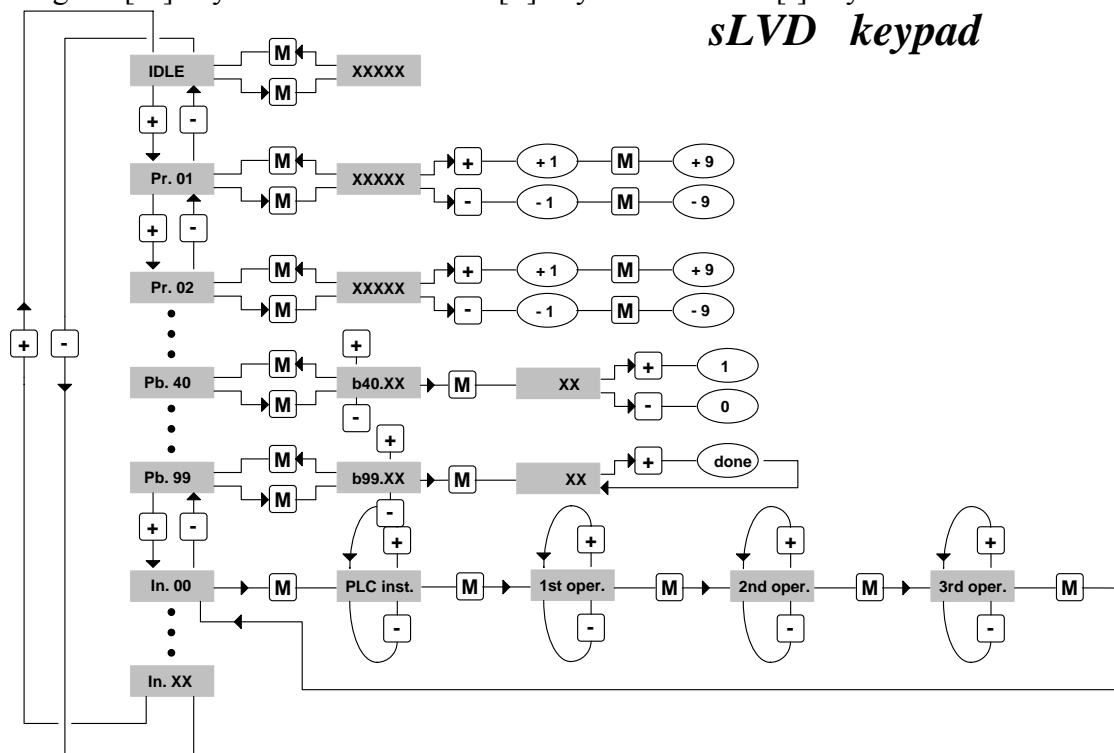 sLVD keypad
M
IDLE XXXXX
M
+ -
M + +1 M +9
Pr. 01 XXXXX
M - -1 M -9
+ -
M + +1 M +9
Pr. 02 XXXXX
M - -1 M -9
+ - +
M + 1
Pb. 40 b40.XX M XX
M - 0
-
+
M + done
Pb. 99 b99.XX M XX
M
-
+ - + + + +
In. 00 M PLC inst. M 1st oper. M 2nd oper. M 3rd oper. M
- - - -
In. XX